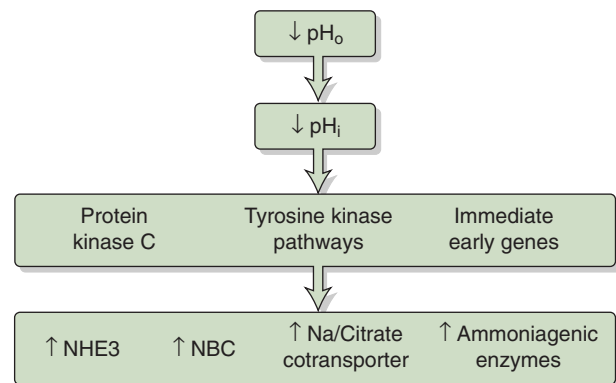 ↓ pHo
↓ pHi
Protein kinase C
Tyrosine kinase pathways
Immediate early genes
↑ NHE3
↑ NBC
↑ Na/Citrate cotransporter
↑ Ammoniagenic enzymes